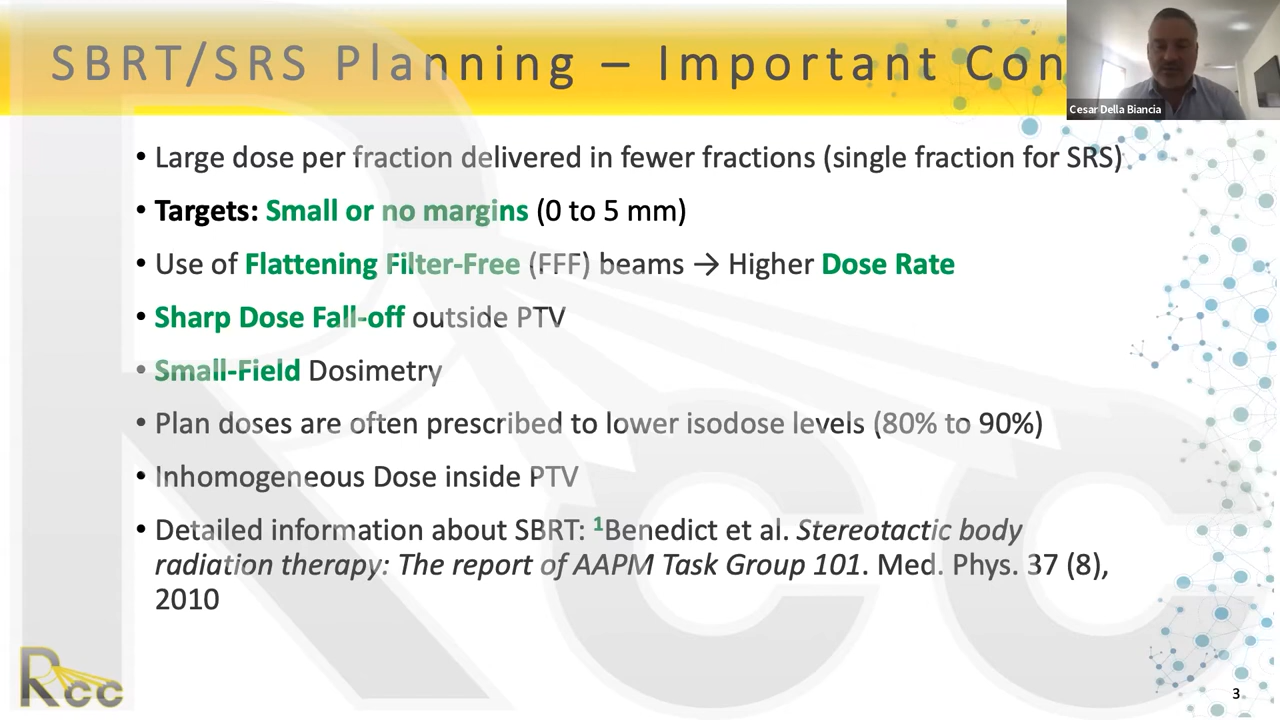 SBRT/SRS Planning – Important Con
Cesar Della Biancia
• Large dose per fraction delivered in fewer fractions (single fraction for SRS)
• Targets: Small or no margins (0 to 5 mm)
• Use of Flattening Filter-Free (FFF) beams → Higher Dose Rate
• Sharp Dose Fall-off outside PTV
• Small-Field Dosimetry
• Plan doses are often prescribed to lower isodose levels (80% to 90%)
• Inhomogeneous Dose inside PTV
• Detailed information about SBRT: ¹Benedict et al. Stereotactic body
radiation therapy: The report of AAPM Task Group 101. Med. Phys. 37 (8),
2010
Rcc
3